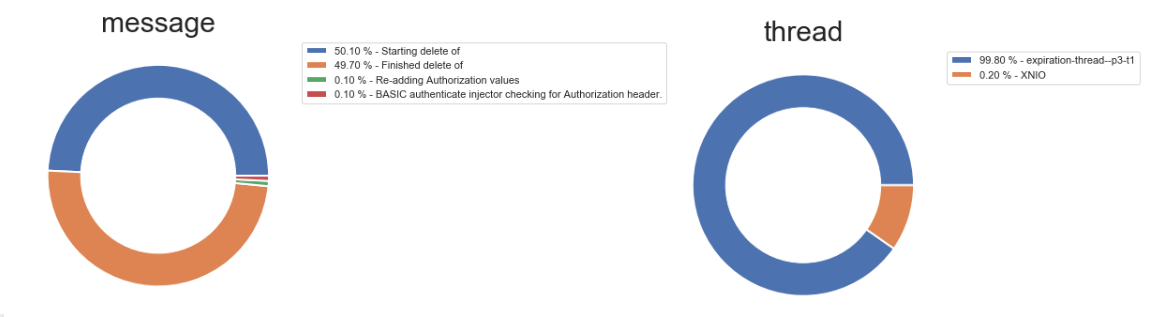 message
50.10 % - Starting delete of
49.70 % - Finished delete of
0.10 % - Re-adding Authorization values
0.10 % - BASIC authenticate injector checking for Authorization header.
thread
99.80 % - expiration-thread--p3-t1
0.20 % - XNIO